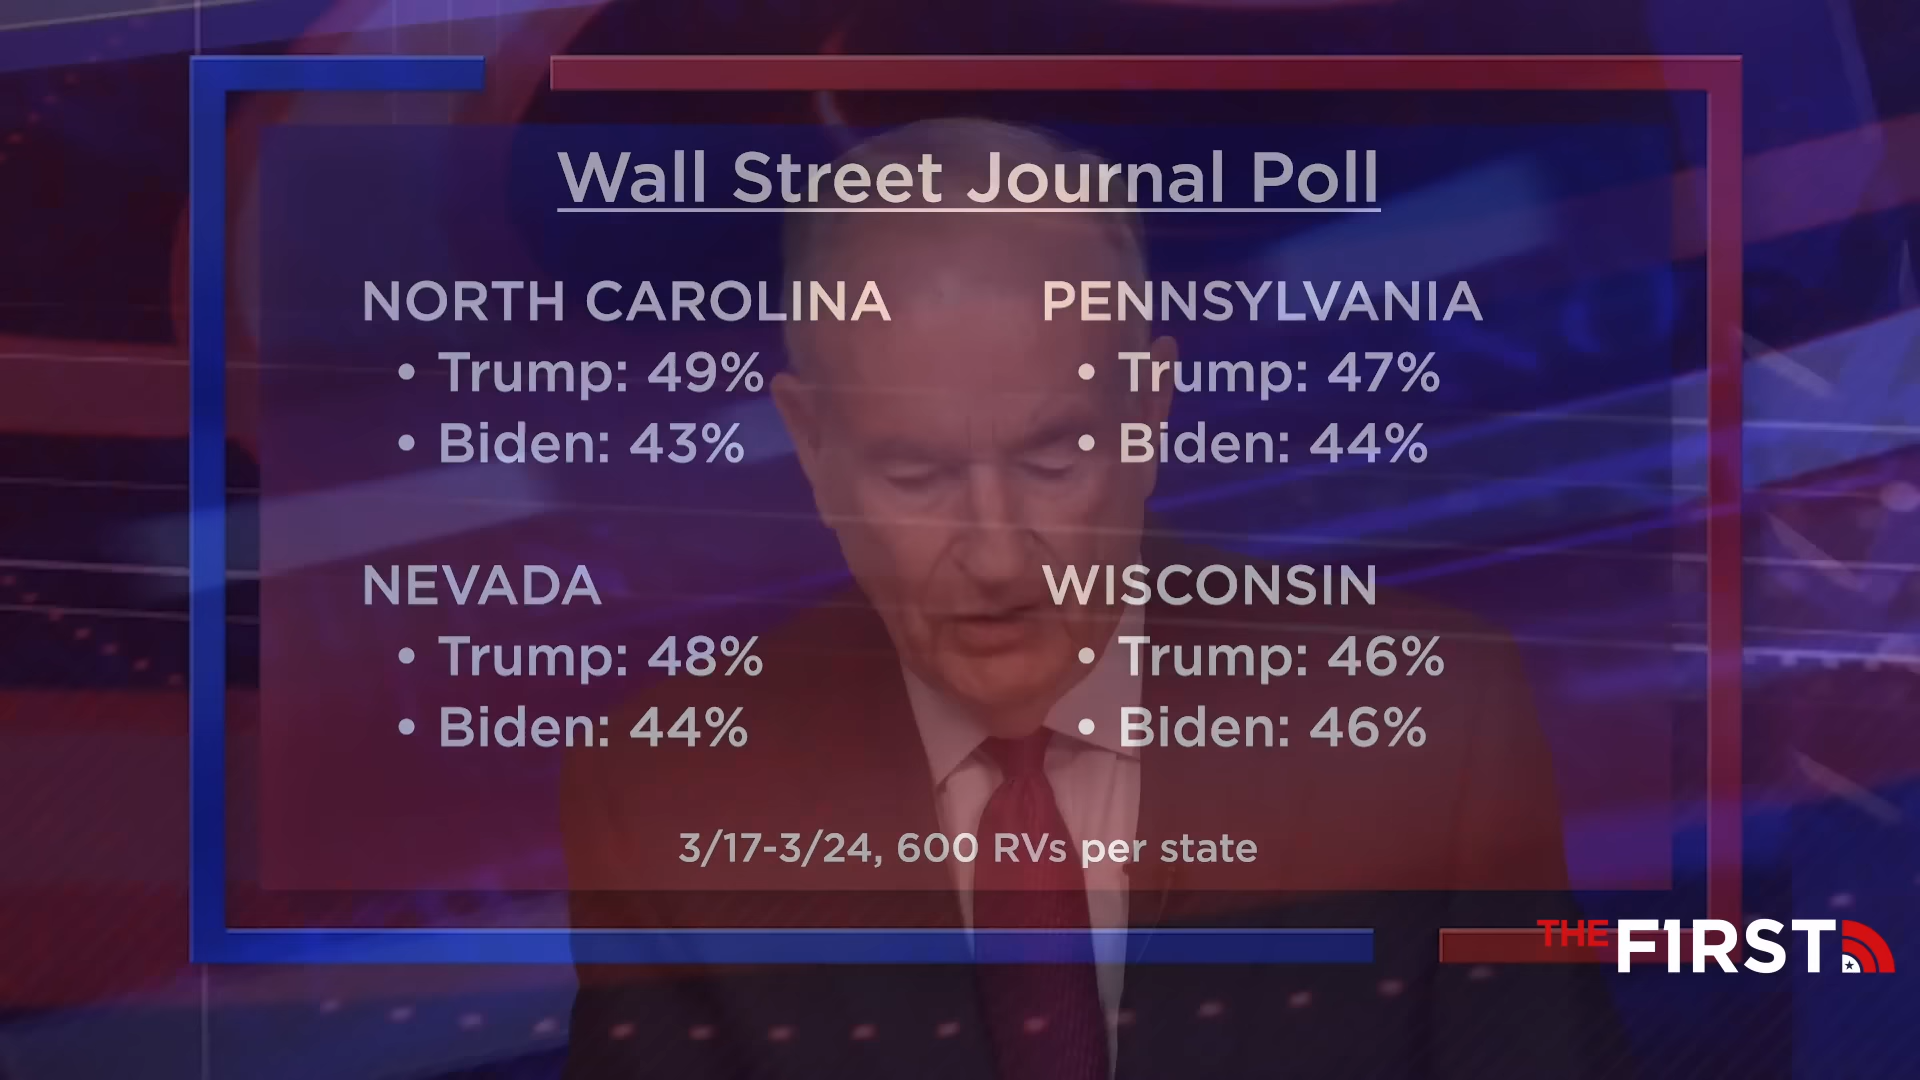 Wall Street Journal Poll
NORTH CAROLINA
• Trump: 49%
• Biden: 43%
PENNSYLVANIA
• Trump: 47%
• Biden: 44%
NEVADA
• Trump: 48%
• Biden: 44%
WISCONSIN
• Trump: 46%
• Biden: 46%
3/17-3/24, 600 RVs per state
THE FIRST